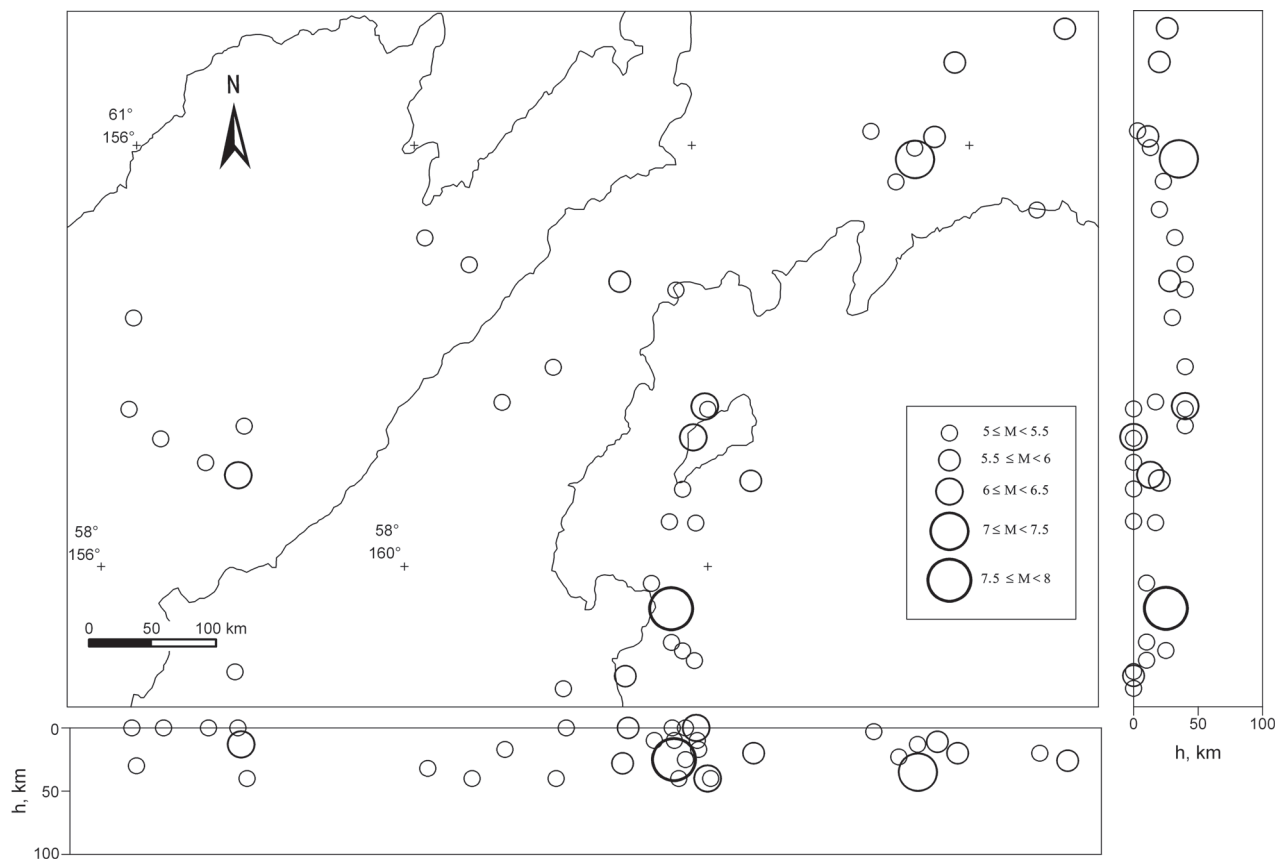 N
61°
156°
58°
156°
58°
160°
0 50 100 km
5 ≤ M < 5.5
5.5 ≤ M < 6
6 ≤ M < 6.5
7 ≤ M < 7.5
7.5 ≤ M < 8
0 50 100
h, km
0
50
100
h, km